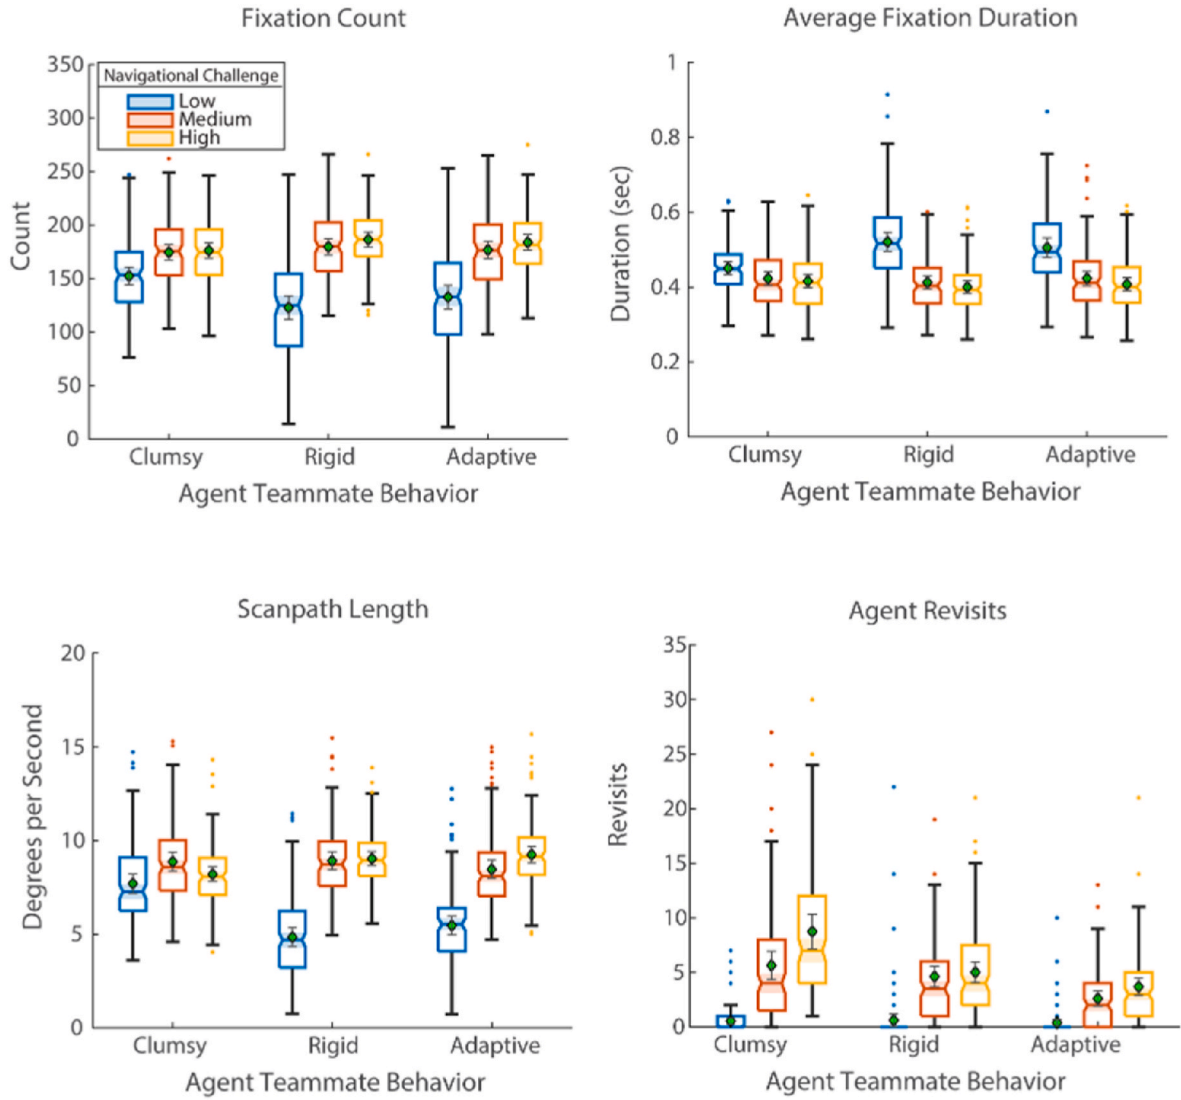 Fixation Count
350
300
250
200
150
100
50
0
Count
Navigational Challenge
Low
Medium
High
Clumsy Rigid Adaptive
Agent Teammate Behavior
Average Fixation Duration
1
0.8
0.6
0.4
0.2
0
Duration (sec)
Clumsy Rigid Adaptive
Agent Teammate Behavior
Scanpath Length
20
15
10
5
0
Degrees per Second
Clumsy Rigid Adaptive
Agent Teammate Behavior
Agent Revisits
35
30
25
20
15
10
5
0
Revisits
Clumsy Rigid Adaptive
Agent Teammate Behavior